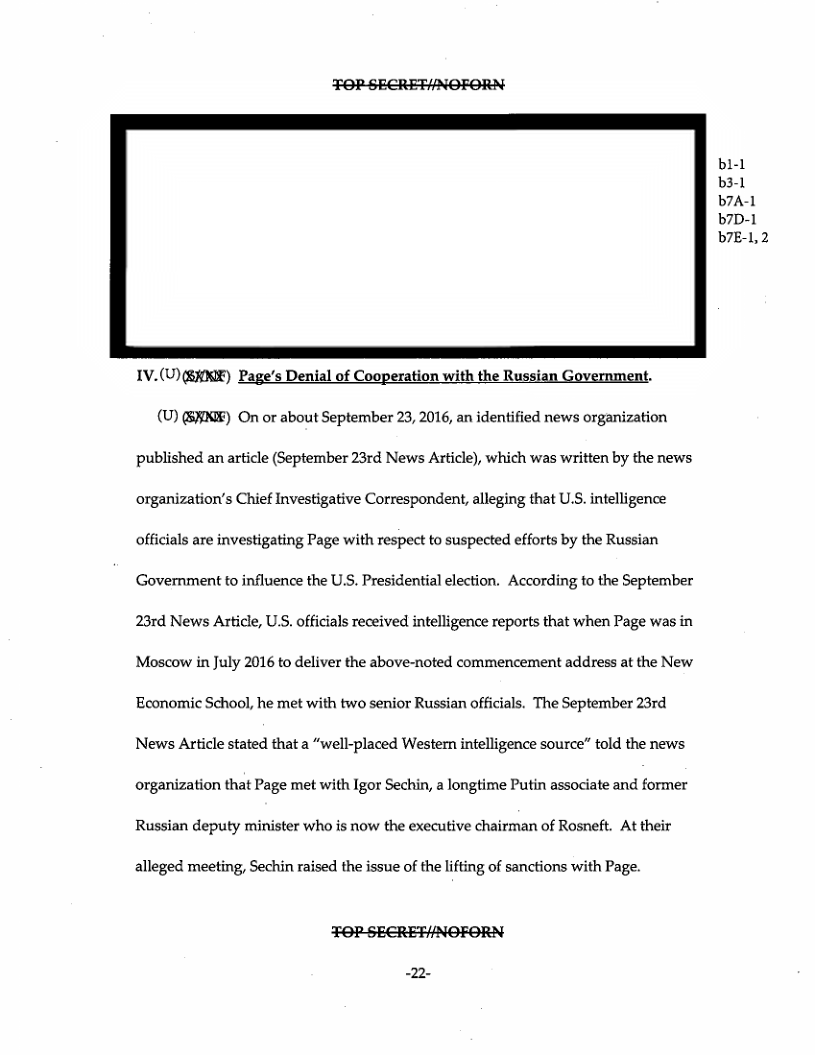 TOP SECRET//NOFORN
b1-1
b3-1
b7A-1
b7D-1
b7E-1, 2
IV. (U) (S//NF) Page's Denial of Cooperation with the Russian Government.
(U) (S//NF) On or about September 23, 2016, an identified news organization
published an article (September 23rd News Article), which was written by the news
organization's Chief Investigative Correspondent, alleging that U.S. intelligence
officials are investigating Page with respect to suspected efforts by the Russian
Government to influence the U.S. Presidential election. According to the September
23rd News Article, U.S. officials received intelligence reports that when Page was in
Moscow in July 2016 to deliver the above-noted commencement address at the New
Economic School, he met with two senior Russian officials. The September 23rd
News Article stated that a "well-placed Western intelligence source" told the news
organization that Page met with Igor Sechin, a longtime Putin associate and former
Russian deputy minister who is now the executive chairman of Rosneft. At their
alleged meeting, Sechin raised the issue of the lifting of sanctions with Page.
TOP SECRET//NOFORN
-22-